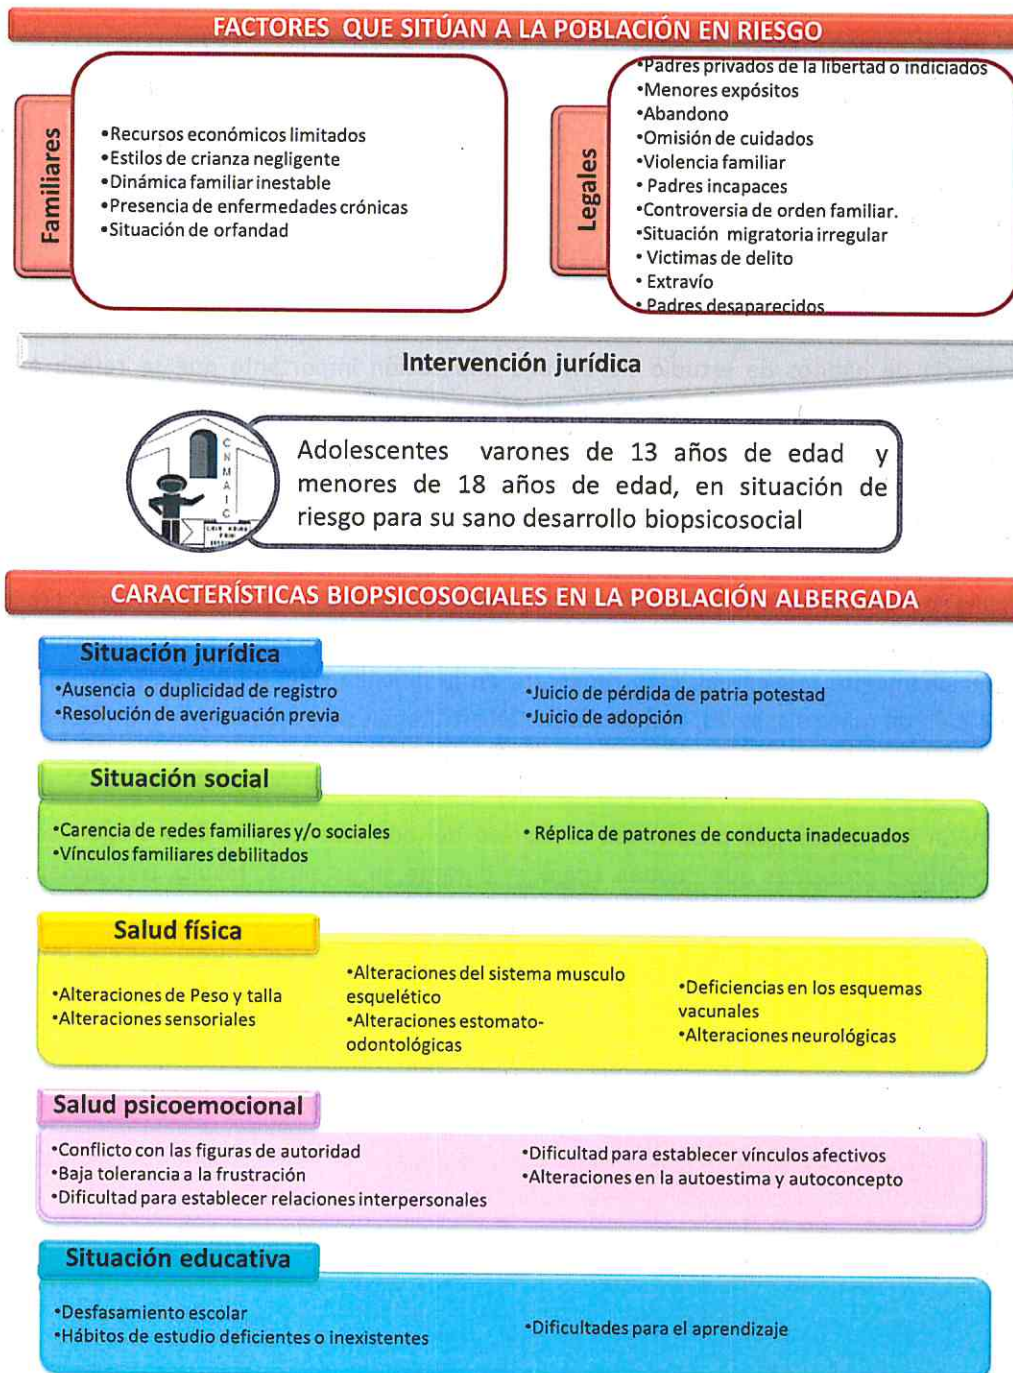 FACTORES QUE SITÚAN A LA POBLACIÓN EN RIESGO
Familiares
•Recursos económicos limitados
•Estilos de crianza negligente
•Dinámica familiar inestable
•Presencia de enfermedades crónicas
•Situación de orfandad
Legales
•Padres privados de la libertad o indiciados
•Menores expósitos
•Abandono
•Omisión de cuidados
•Violencia familiar
• Padres incapaces
•Controversia de orden familiar.
•Situación migratoria irregular
• Victimas de delito
• Extravío
• Padres desaparecidos
Intervención jurídica
CNMAIC
Adolescentes varones de 13 años de edad y
menores de 18 años de edad, en situación de
riesgo para su sano desarrollo biopsicosocial
CARACTERÍSTICAS BIOPSICOSOCIALES EN LA POBLACIÓN ALBERGADA
Situación jurídica
•Ausencia o duplicidad de registro
•Resolución de averiguación previa
•Juicio de pérdida de patria potestad
•Juicio de adopción
Situación social
•Carencia de redes familiares y/o sociales
•Vínculos familiares debilitados
• Réplica de patrones de conducta inadecuados
Salud física
•Alteraciones de Peso y talla
•Alteraciones sensoriales
•Alteraciones del sistema musculo
esquelético
•Alteraciones estomato-
odontológicas
•Deficiencias en los esquemas
vacunales
•Alteraciones neurológicas
Salud psicoemocional
•Conflicto con las figuras de autoridad
•Baja tolerancia a la frustración
•Dificultad para establecer relaciones interpersonales
•Dificultad para establecer vínculos afectivos
•Alteraciones en la autoestima y autoconcepto
Situación educativa
•Desfasamiento escolar
•Hábitos de estudio deficientes o inexistentes
•Dificultades para el aprendizaje